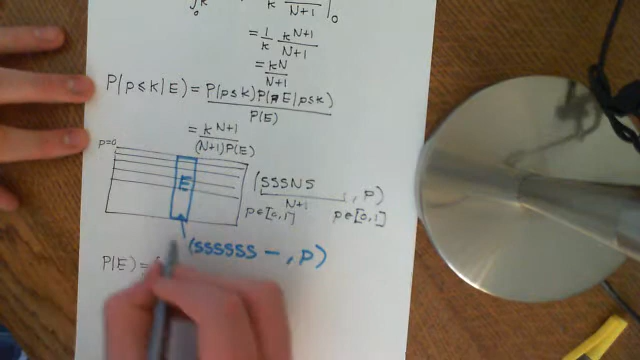 = 1/k k^(N+1)/(N+1)
= k^N/(N+1)
P(p≤k|E) = P(p≤k)P(E|p≤k)/P(E)
= k^(N+1)/((N+1)P(E))
p=0
E
(SSSNS , p)
N+1
p∈[0,1] p∈[0,1]
(SSSSSS – , p)
P(E) =